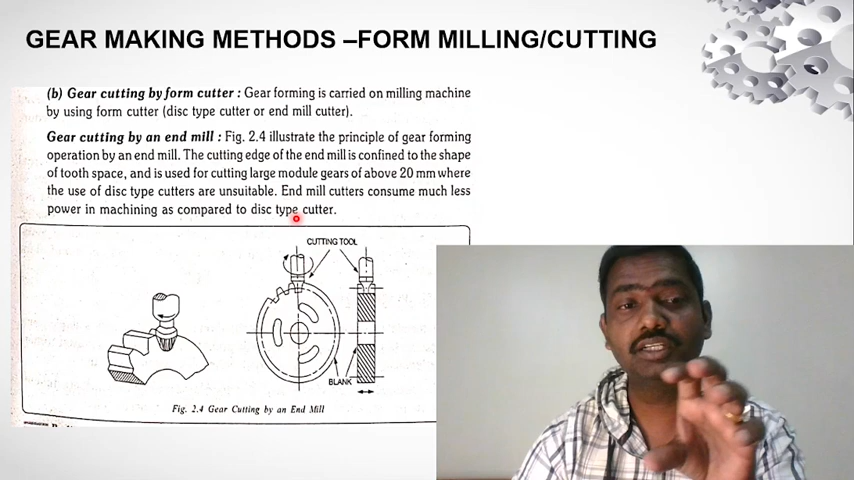 GEAR MAKING METHODS –FORM MILLING/CUTTING
(b) Gear cutting by form cutter : Gear forming is carried on milling machine
by using form cutter (disc type cutter or end mill cutter).
Gear cutting by an end mill : Fig. 2.4 illustrate the principle of gear forming
operation by an end mill. The cutting edge of the end mill is confined to the shape
of tooth space, and is used for cutting large module gears of above 20 mm where
the use of disc type cutters are unsuitable. End mill cutters consume much less
power in machining as compared to disc type cutter.
CUTTING TOOL
BLANK
Fig. 2.4 Gear Cutting by an End Mill